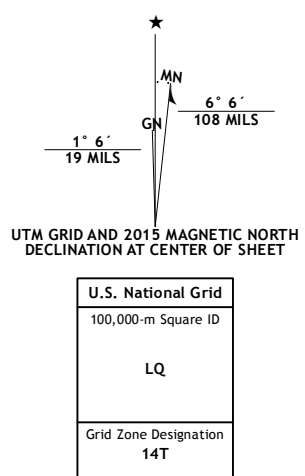 MN
GN
6° 6´
108 MILS
1° 6´
19 MILS
UTM GRID AND 2015 MAGNETIC NORTH
DECLINATION AT CENTER OF SHEET
U.S. National Grid
100,000-m Square ID
LQ
Grid Zone Designation
14T